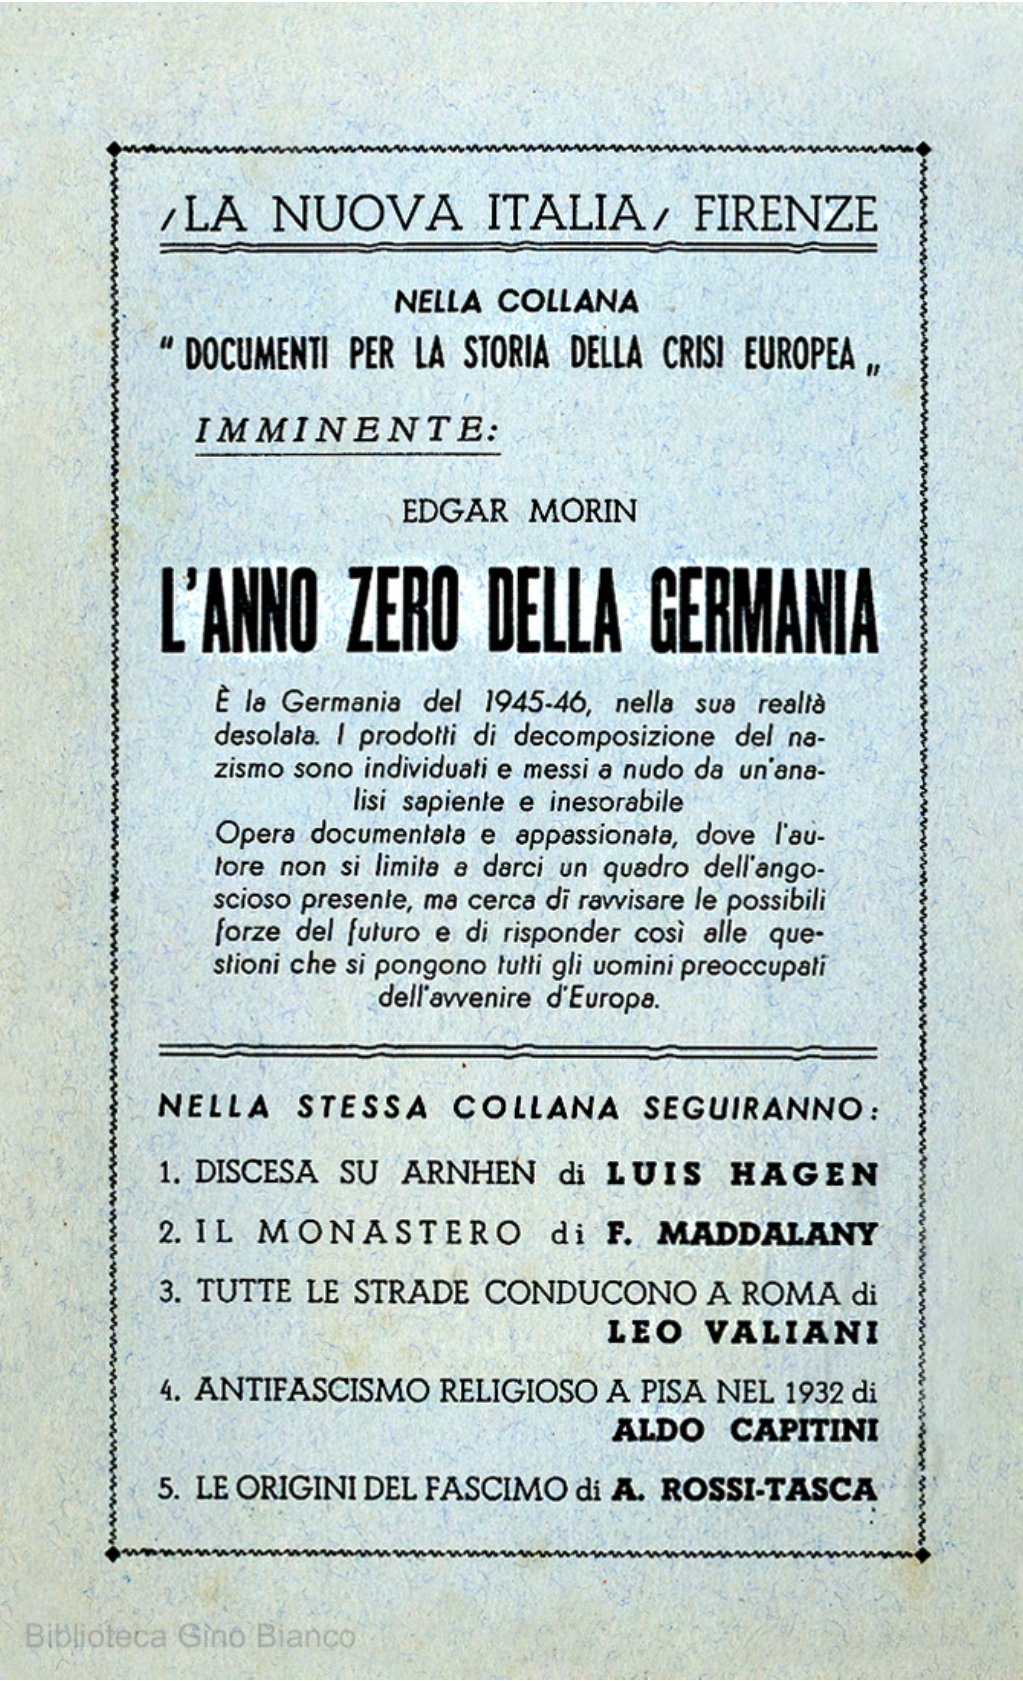 /LA NUOVA ITALIA/ FIRENZE
NELLA COLLANA
"DOCUMENTI PER LA STORIA DELLA CRISI EUROPEA„
IMMINENTE:
EDGAR MORIN
L'ANNO ZERO DELLA GERMANIA
È la Germania del 1945-46, nella sua realtà
desolata. I prodotti di decomposizione del na-
zismo sono individuati e messi a nudo da un'ana-
lisi sapiente e inesorabile
Opera documentata e appassionata, dove l'au-
tore non si limita a darci un quadro dell'ango-
scioso presente, ma cerca di ravvisare le possibili
forze del futuro e di risponder così alle que-
stioni che si pongono tutti gli uomini preoccupati
dell'avvenire d'Europa.
NELLA STESSA COLLANA SEGUIRANNO:
1. DISCESA SU ARNHEN di LUIS HAGEN
2. IL MONASTERO di F. MADDALANY
3. TUTTE LE STRADE CONDUCONO A ROMA di
LEO VALIANI
4. ANTIFASCISMO RELIGIOSO A PISA NEL 1932 di
ALDO CAPITINI
5. LE ORIGINI DEL FASCIMO di A. ROSSI-TASCA
Biblioteca Gino Bianco